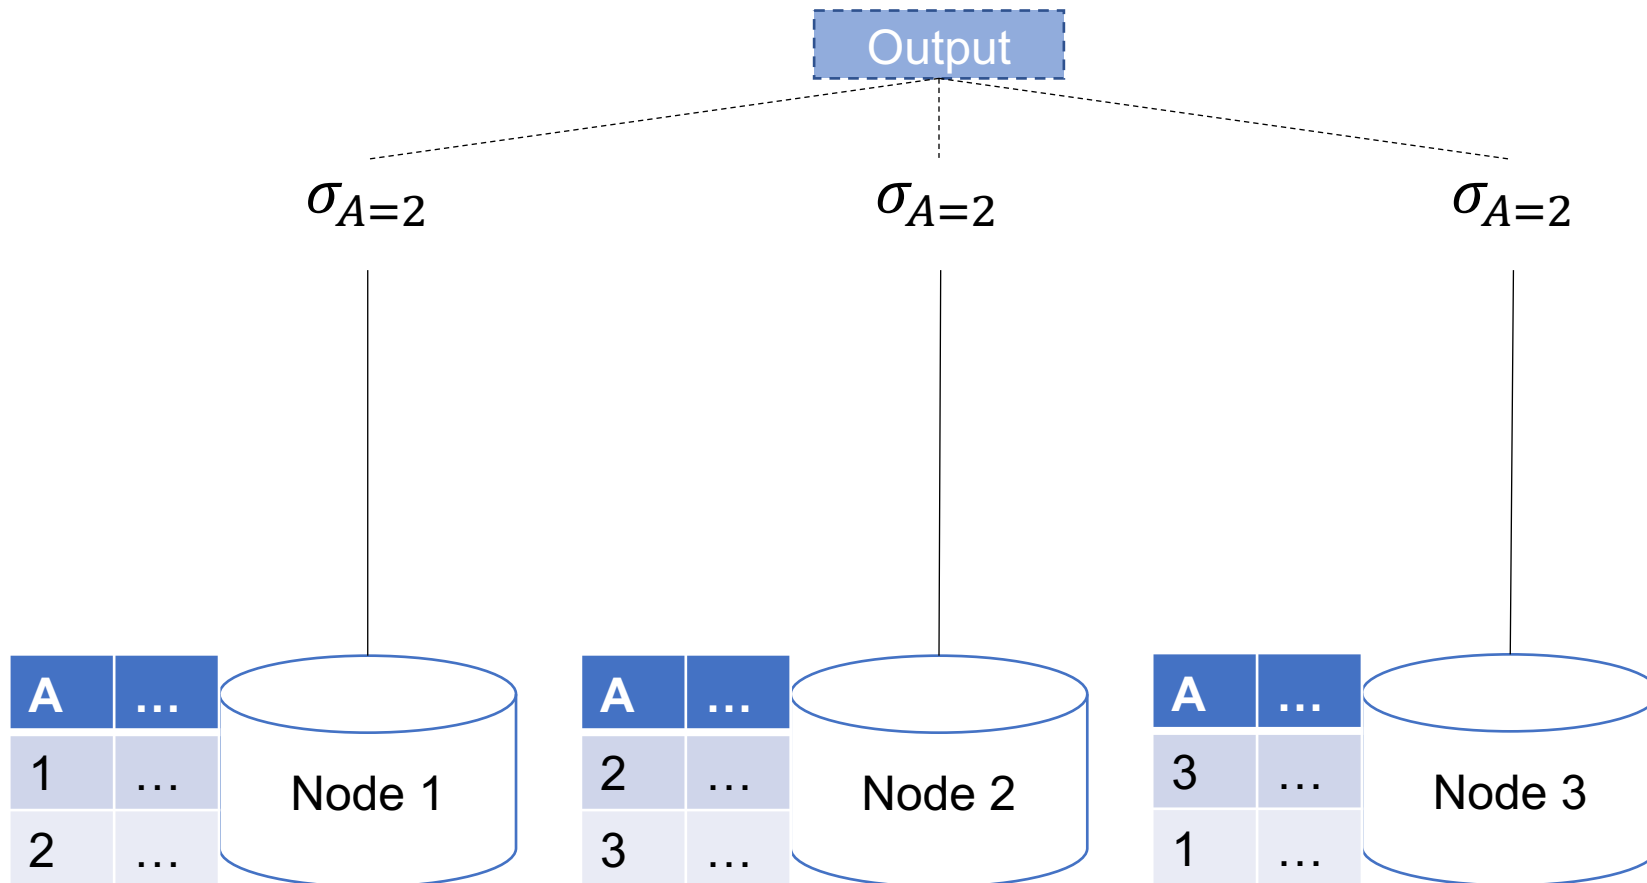 Output
σA=2 σA=2 σA=2
A … A … A …
1 … Node 1 2 … Node 2 3 … Node 3
2 … 3 … 1 …